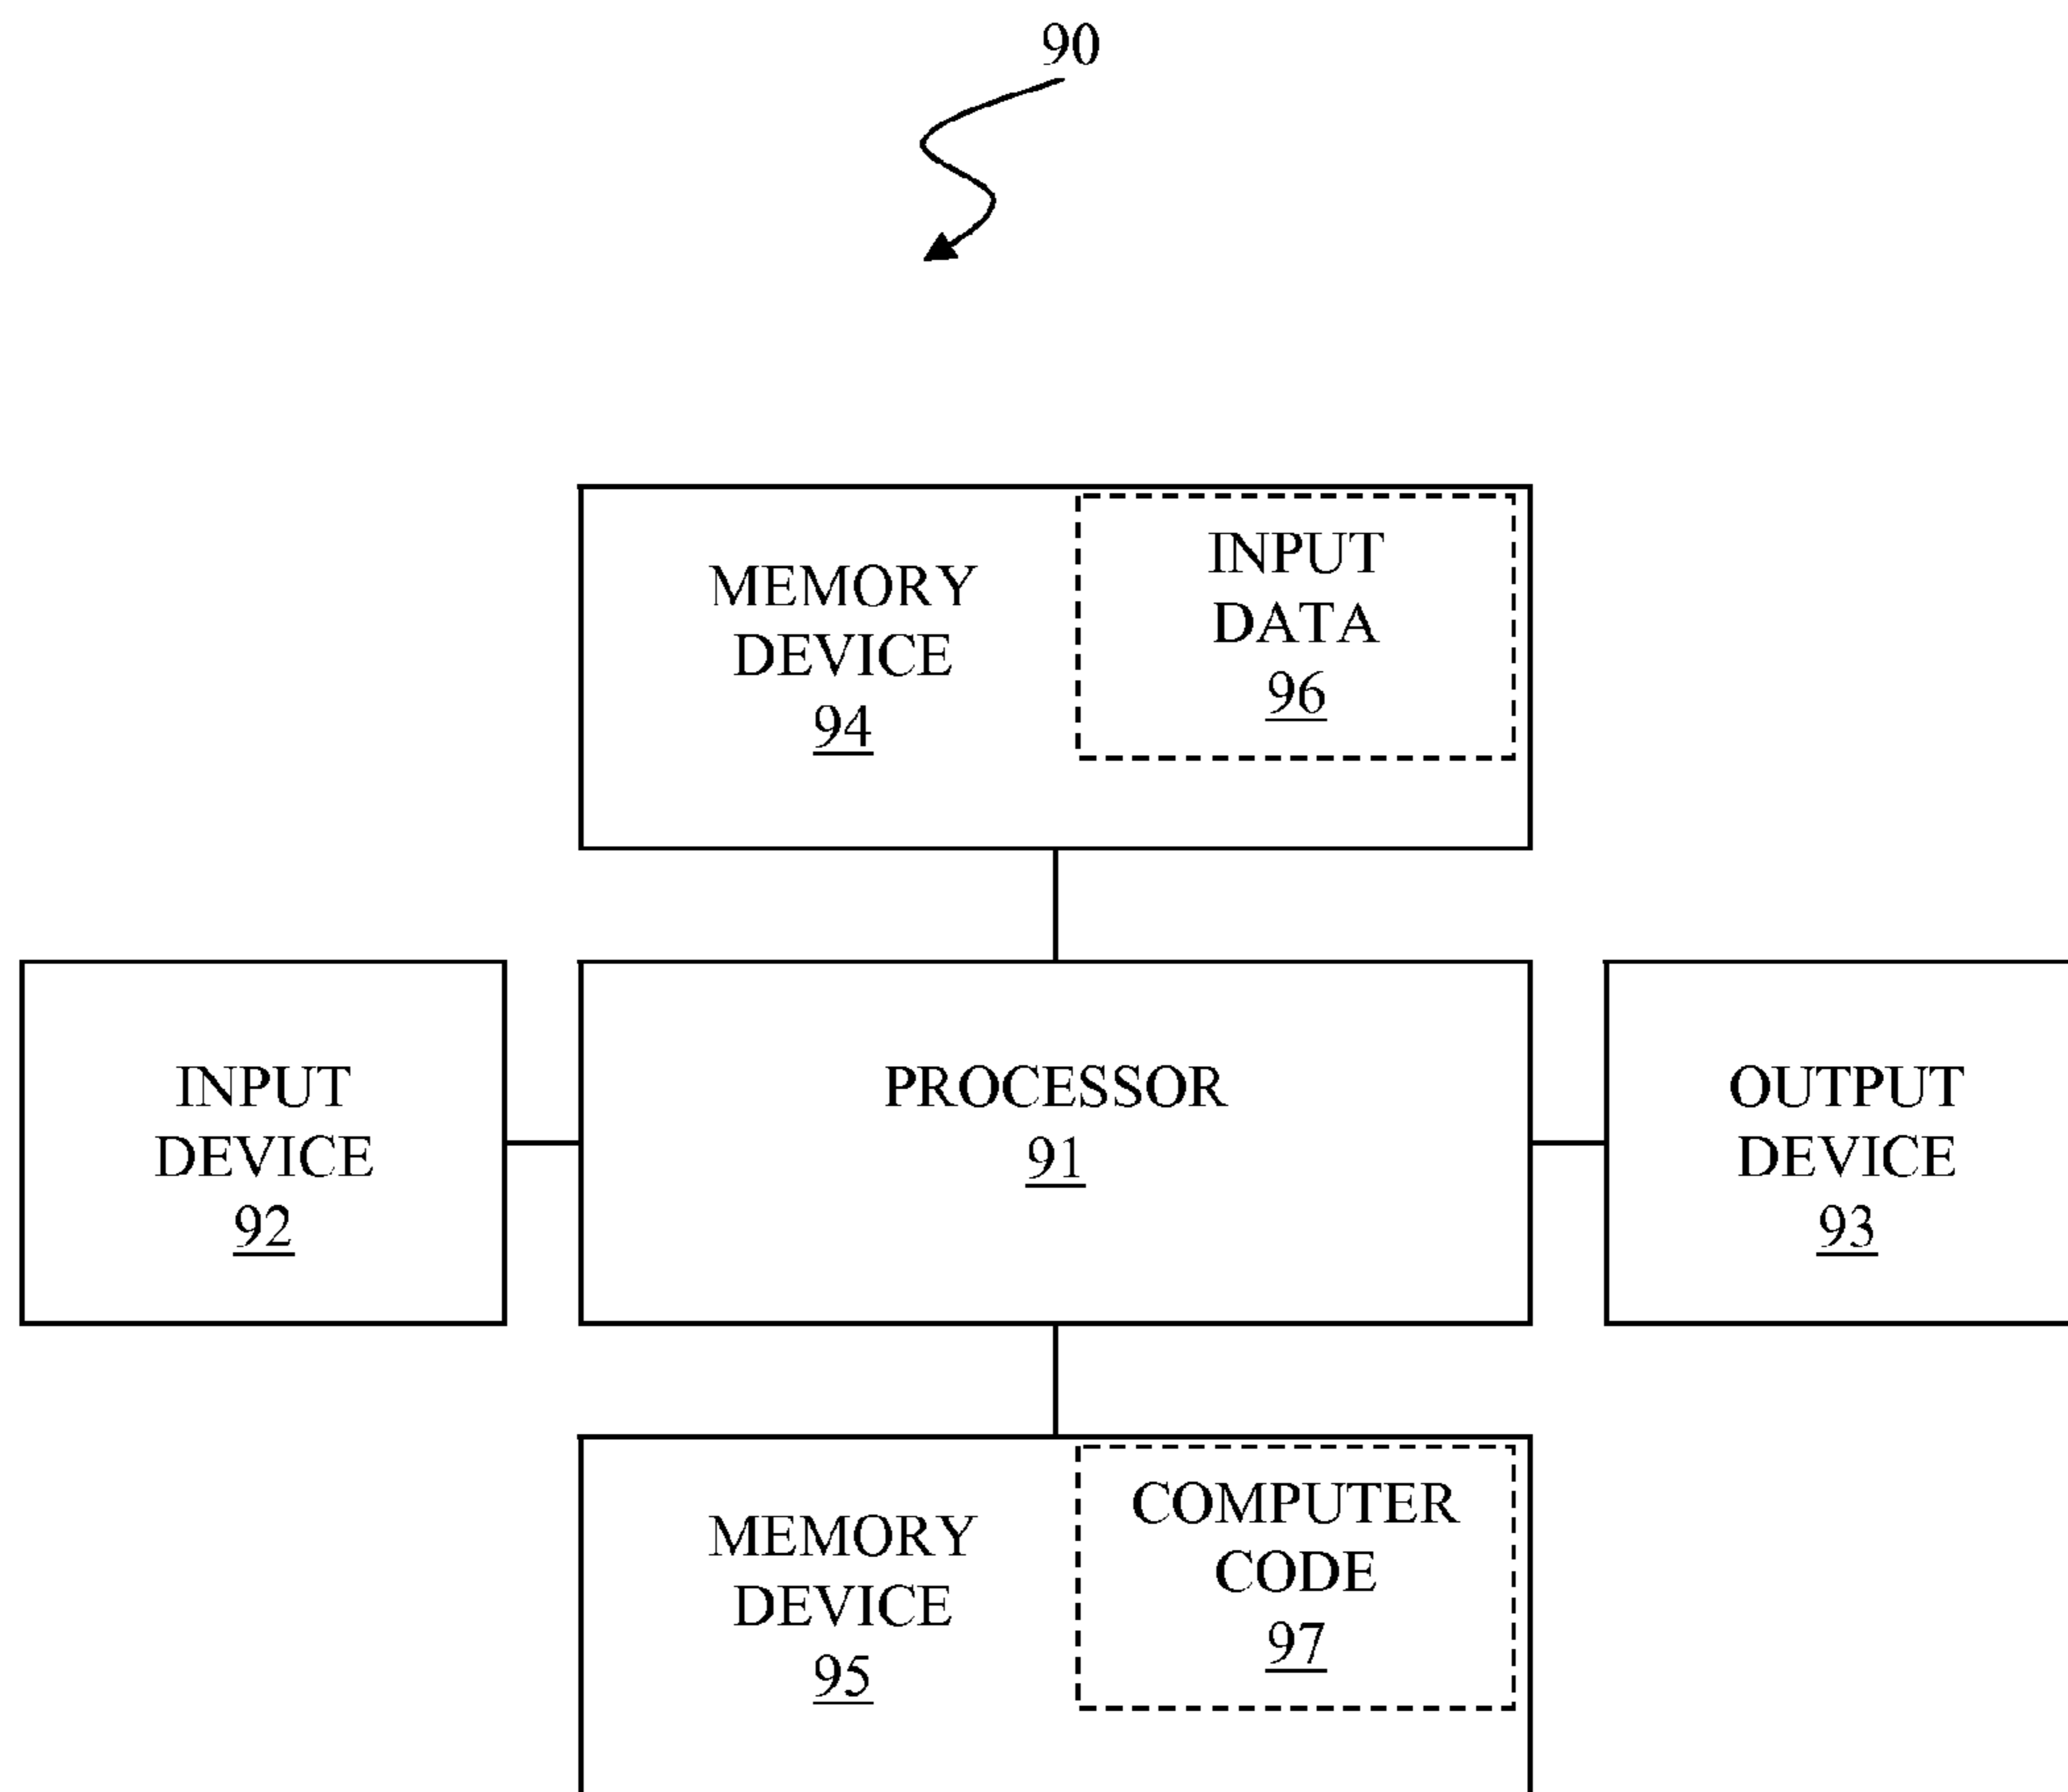 90
MEMORY
DEVICE
94
INPUT
DATA
96
INPUT
DEVICE
92
PROCESSOR
91
OUTPUT
DEVICE
93
MEMORY
DEVICE
95
COMPUTER
CODE
97